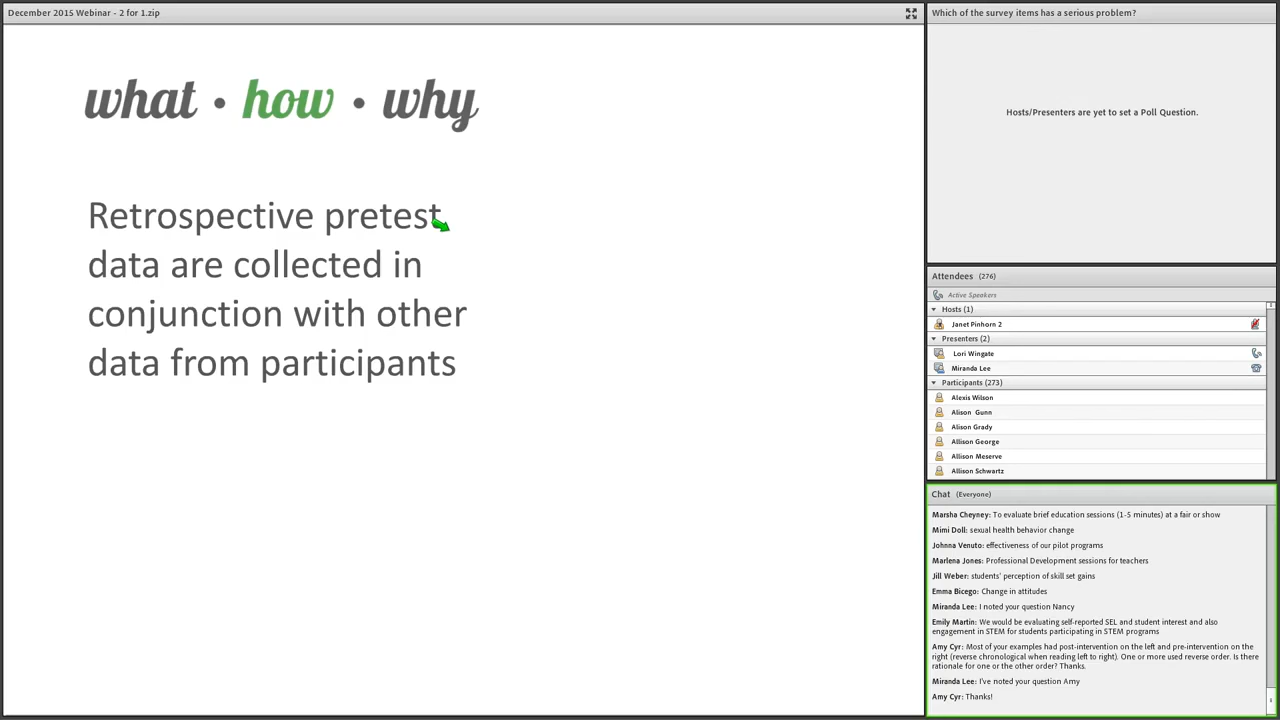 December 2015 Webinar - 2 for 1.zip
what • how • why
Retrospective pretest
data are collected in
conjunction with other
data from participants
Which of the survey items has a serious problem?
Hosts/Presenters are yet to set a Poll Question.
Attendees (276)
Active Speakers
Hosts (1)
Janet Pinhorn 2
Presenters (2)
Lori Wingate
Miranda Lee
Participants (273)
Alexis Wilson
Alison Gunn
Alison Grady
Allison George
Allison Meserve
Allison Schwartz
Chat (Everyone)
Marsha Cheyney: To evaluate brief education sessions (1-5 minutes) at a fair or show
Mimi Doll: sexual health behavior change
Johnna Venuto: effectiveness of our pilot programs
Marlena Jones: Professional Development sessions for teachers
Jill Weber: students' perception of skill set gains
Emma Bicego: Change in attitudes
Miranda Lee: I noted your question Nancy
Emily Martin: We would be evaluating self-reported SEL and student interest and also
engagement in STEM for students participating in STEM programs
Amy Cyr: Most of your examples had post-intervention on the left and pre-intervention on the
right (reverse chronological when reading left to right). One or more used reverse order. Is there
rationale for one or the other order? Thanks.
Miranda Lee: I've noted your question Amy
Amy Cyr: Thanks!